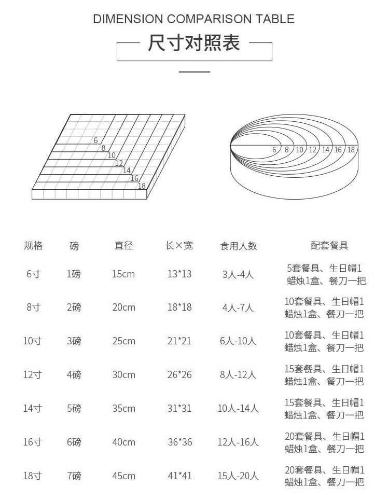 DIMENSION COMPARISON TABLE
尺寸对照表
6
8
10
12
14
16
18
6 8 10 12 14 16 18
规格 磅 直径 长×宽 食用人数 配套餐具
6寸 1磅 15cm 13*13 3人-4人 5套餐具、生日帽1
蜡烛1盒、餐刀一把
8寸 2磅 20cm 18*18 4人-7人 10套餐具、生日帽1
蜡烛1盒、餐刀一把
10寸 3磅 25cm 21*21 6人-10人 10套餐具、生日帽1
蜡烛1盒、餐刀一把
12寸 4磅 30cm 26*26 8人-12人 15套餐具、生日帽1
蜡烛1盒、餐刀一把
14寸 5磅 35cm 31*31 10人-14人 15套餐具、生日帽1
蜡烛1盒、餐刀一把
16寸 6磅 40cm 36*36 12人-16人 20套餐具、生日帽1
蜡烛1盒、餐刀一把
18寸 7磅 45cm 41*41 15人-20人 20套餐具、生日帽1
蜡烛1盒、餐刀一把